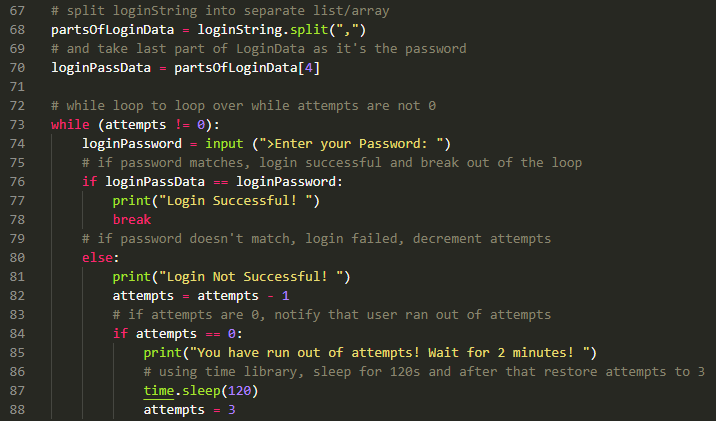 67 # split loginString into separate list/array
68 partsOfLoginData = loginString.split(",")
69 # and take last part of LoginData as it's the password
70 loginPassData = partsOfLoginData[4]
71
72 # while loop to loop over while attempts are not 0
73 while (attempts != 0):
74     loginPassword = input (">Enter your Password: ")
75     # if password matches, login successful and break out of the loop
76     if loginPassData == loginPassword:
77         print("Login Successful! ")
78         break
79     # if password doesn't match, login failed, decrement attempts
80     else:
81         print("Login Not Successful! ")
82         attempts = attempts - 1
83         # if attempts are 0, notify that user ran out of attempts
84         if attempts == 0:
85             print("You have run out of attempts! Wait for 2 minutes! ")
86             # using time library, sleep for 120s and after that restore attempts to 3
87             time.sleep(120)
88             attempts = 3